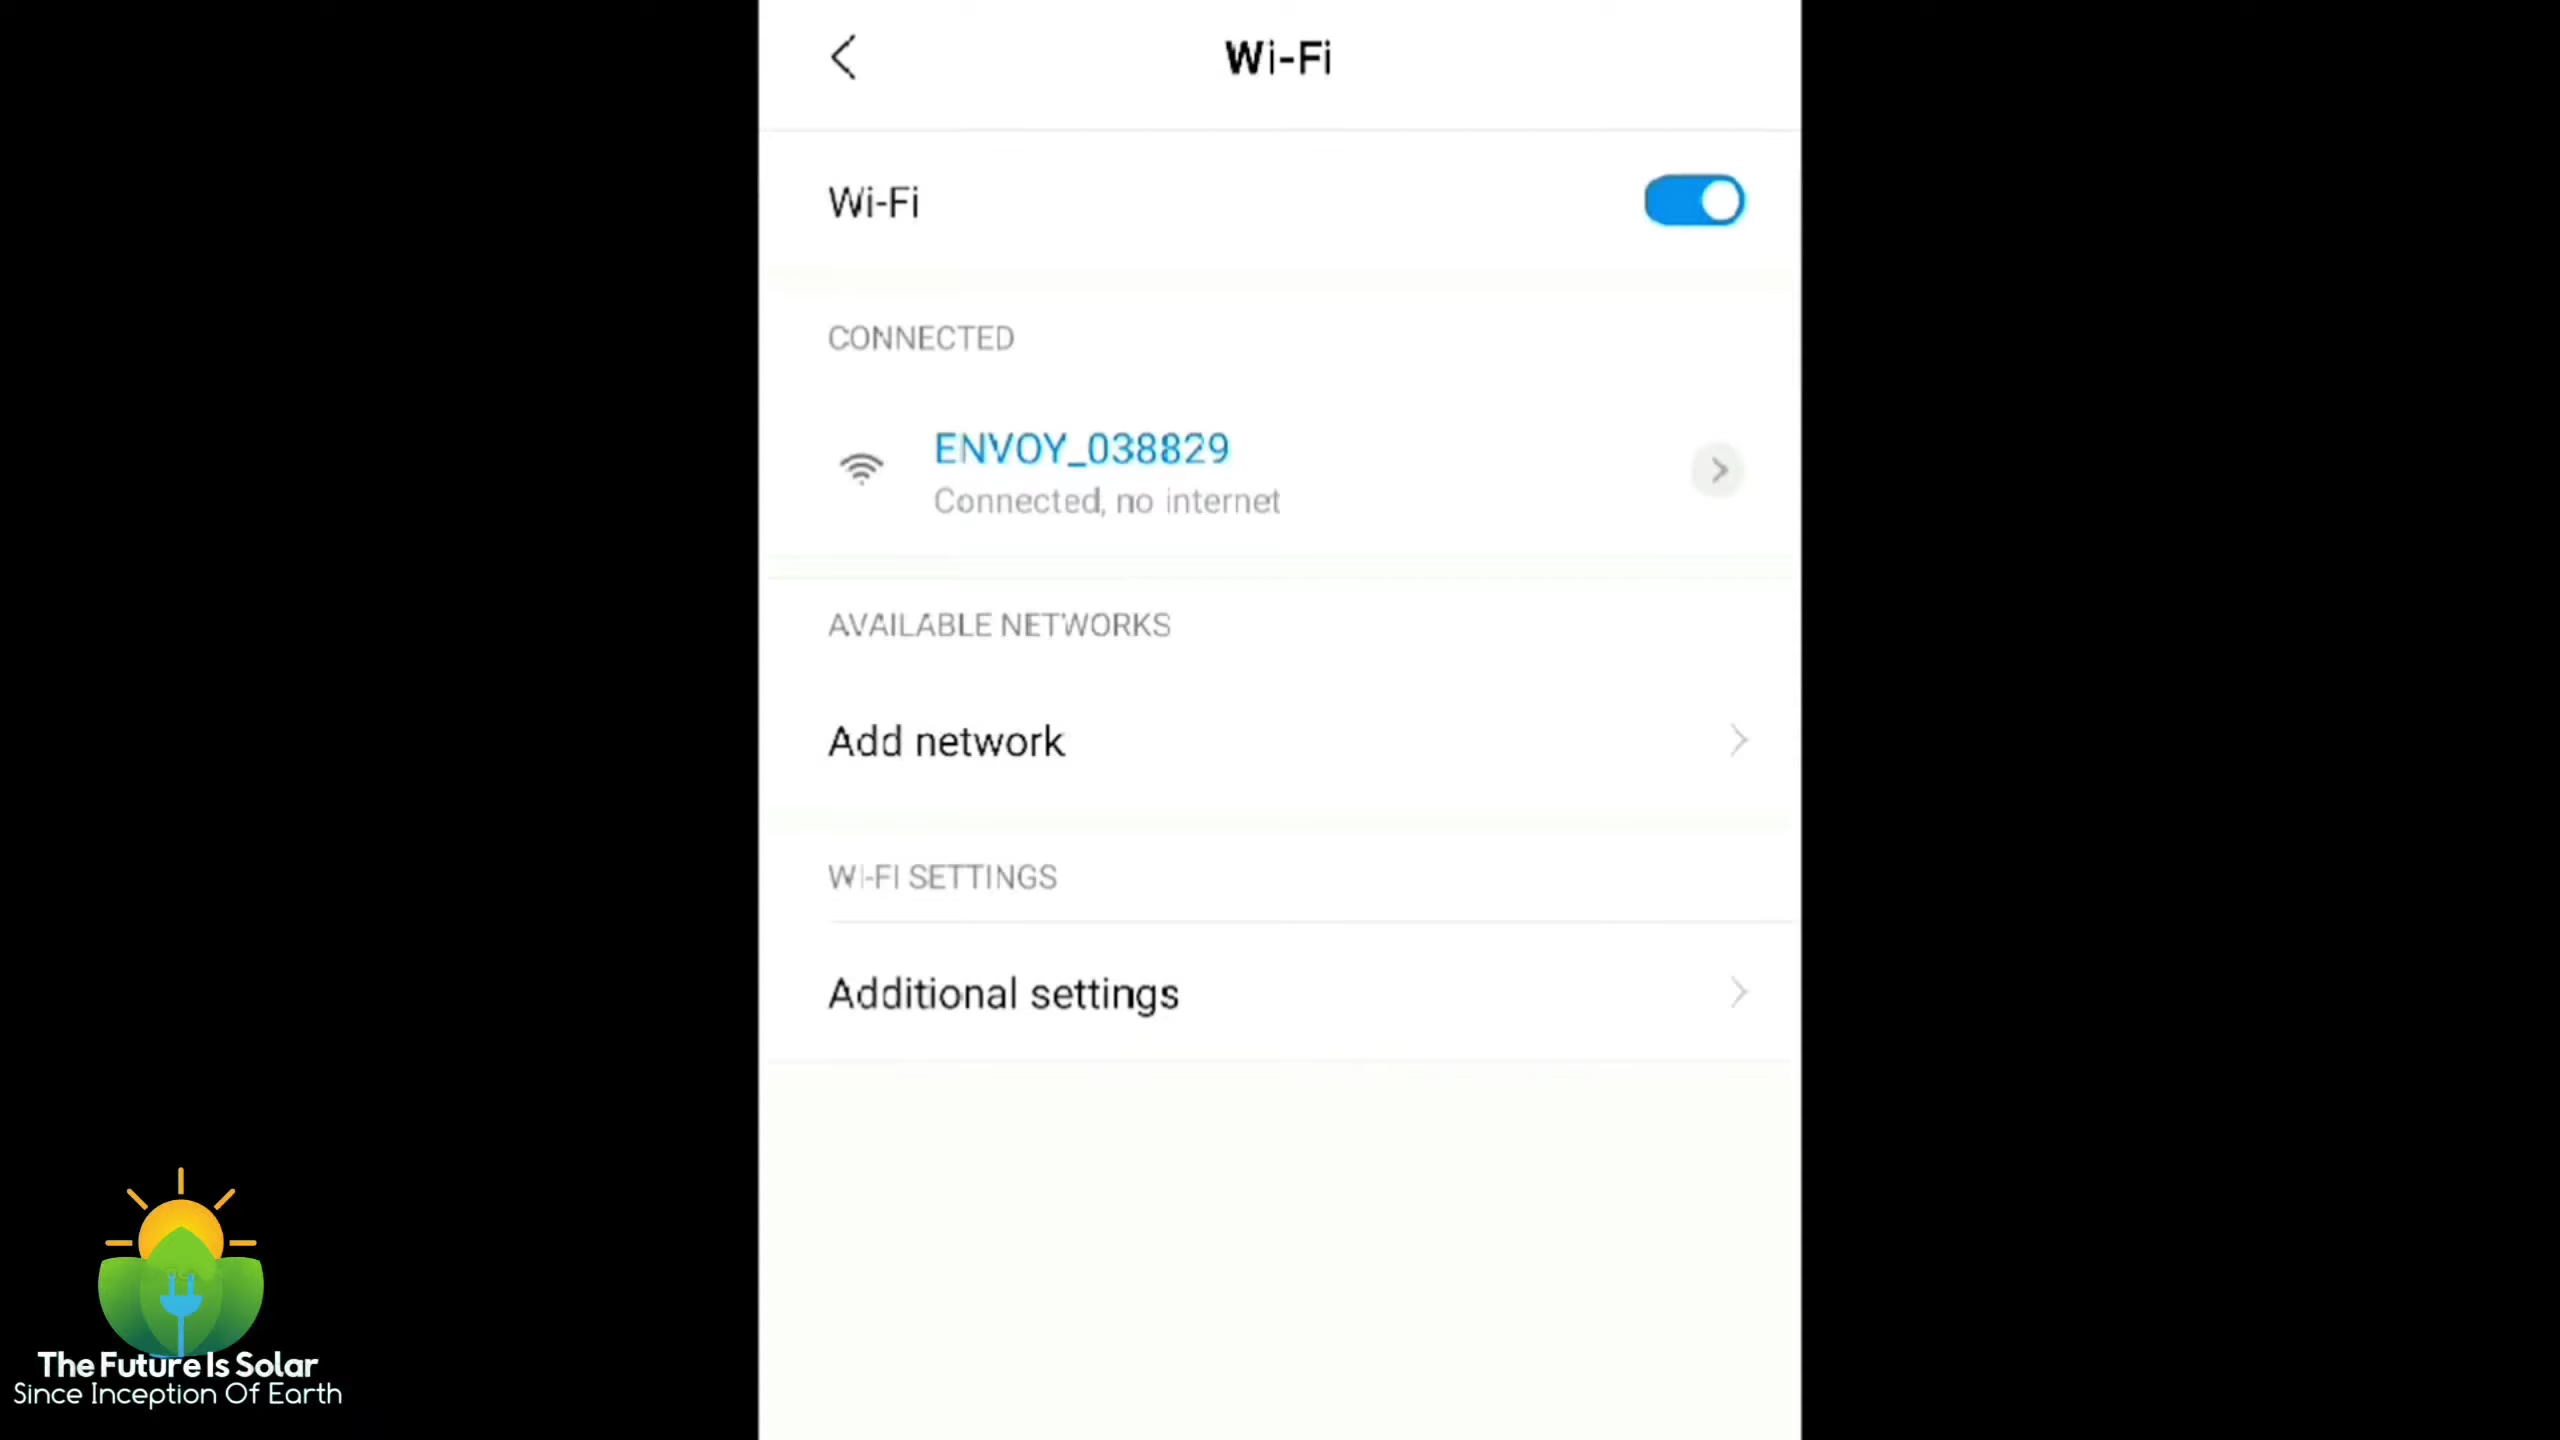 Wi-Fi
Wi-Fi
CONNECTED
ENVOY_038829
Connected, no internet
AVAILABLE NETWORKS
Add network
WI-FI SETTINGS
Additional settings
The Future Is Solar
Since Inception Of Earth